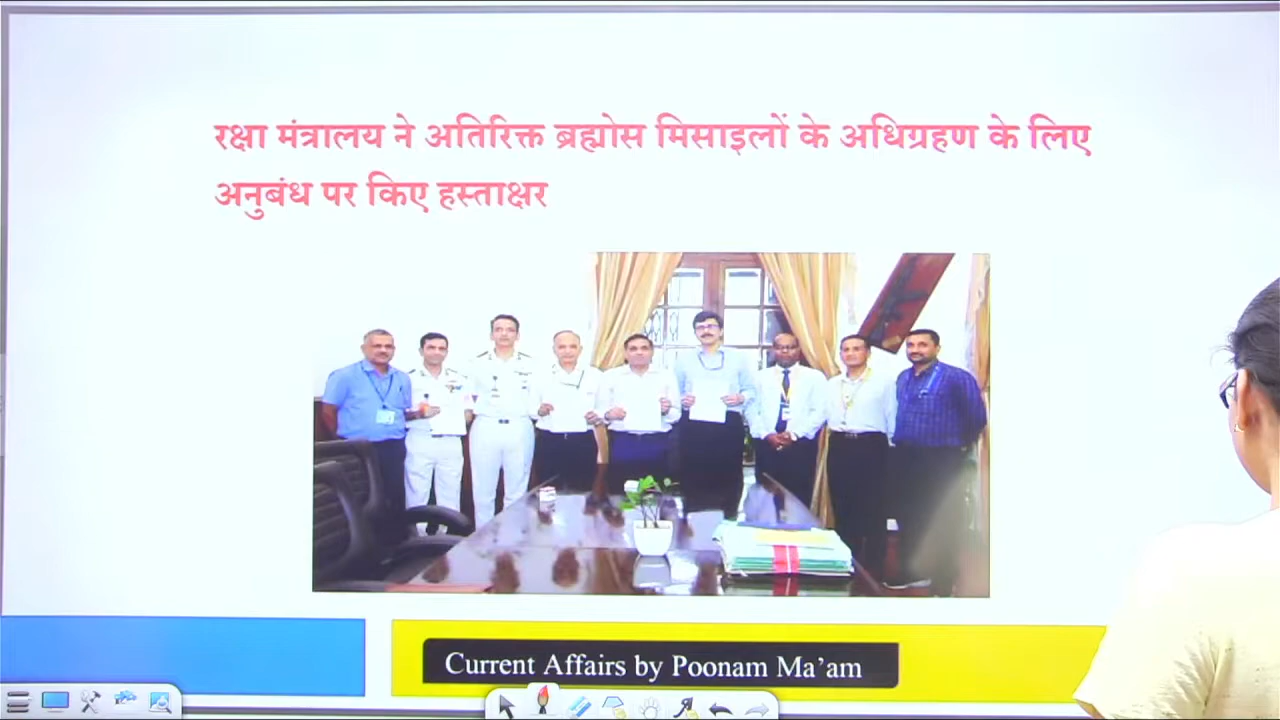 रक्षा मंत्रालय ने अतिरिक्त ब्रह्मोस मिसाइलों के अधिग्रहण के लिए
अनुबंध पर किए हस्ताक्षर
Current Affairs by Poonam Ma'am